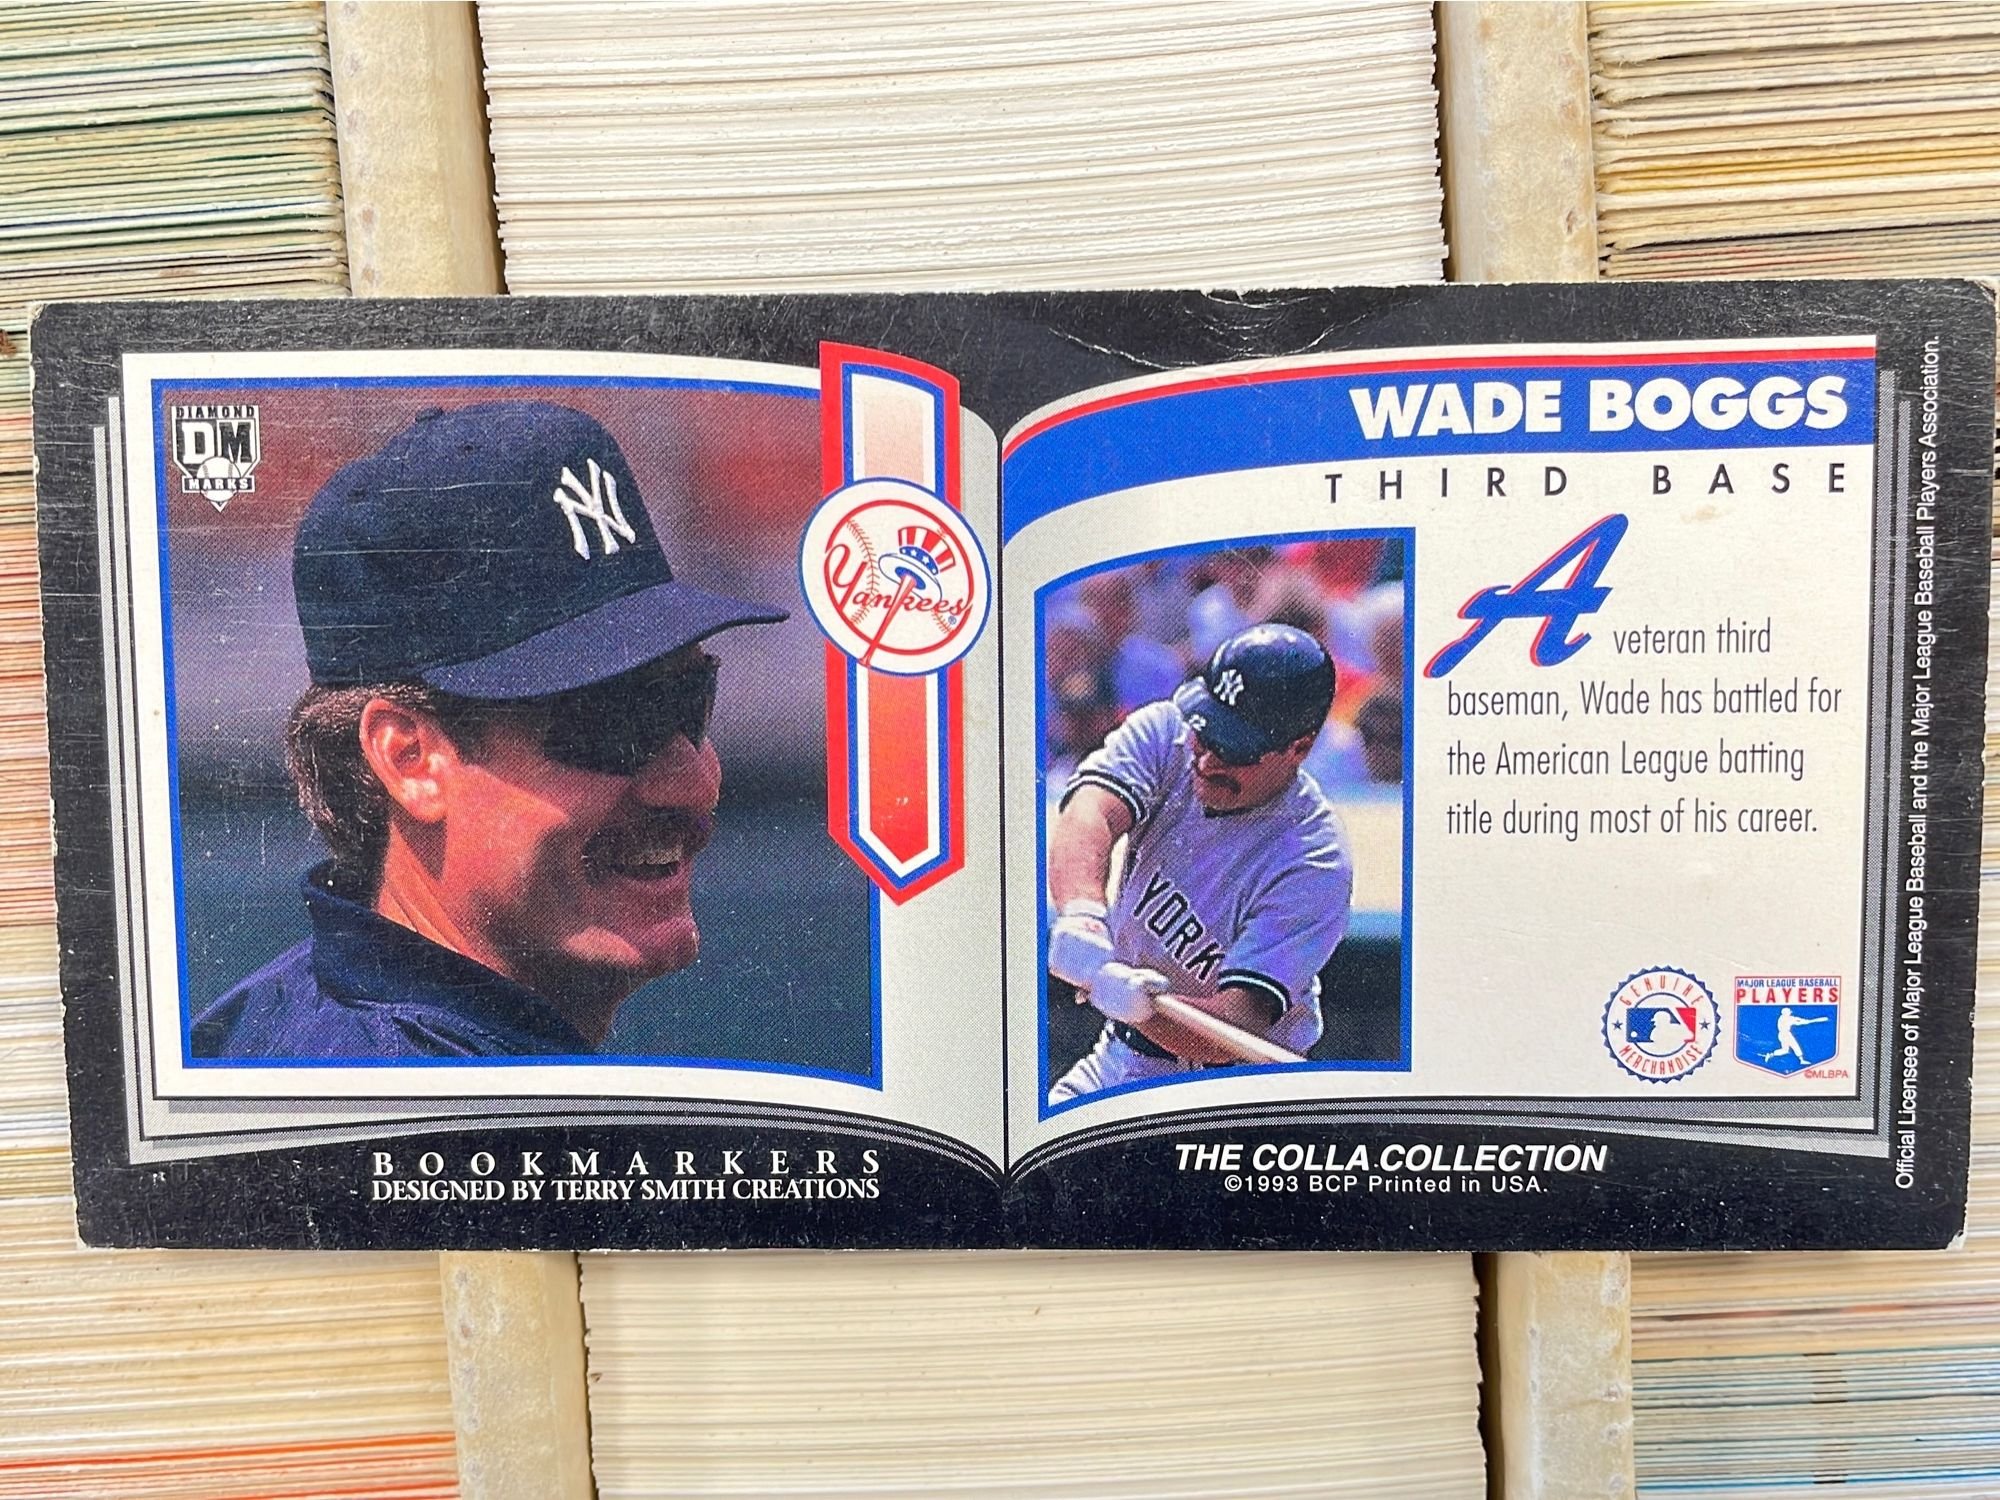 DIAMOND
DM
MARKS
NY
Yankees
®
WADE BOGGS
THIRD BASE
A veteran third
baseman, Wade has battled for
the American League batting
title during most of his career.
NY
YORK
GENUINE
MERCHANDISE
MAJOR LEAGUE BASEBALL
PLAYERS
©MLBPA
BOOKMARKERS
DESIGNED BY TERRY SMITH CREATIONS
THE COLLA COLLECTION
©1993 BCP Printed in USA.
Official Licensee of Major League Baseball and the Major League Baseball Players Association.